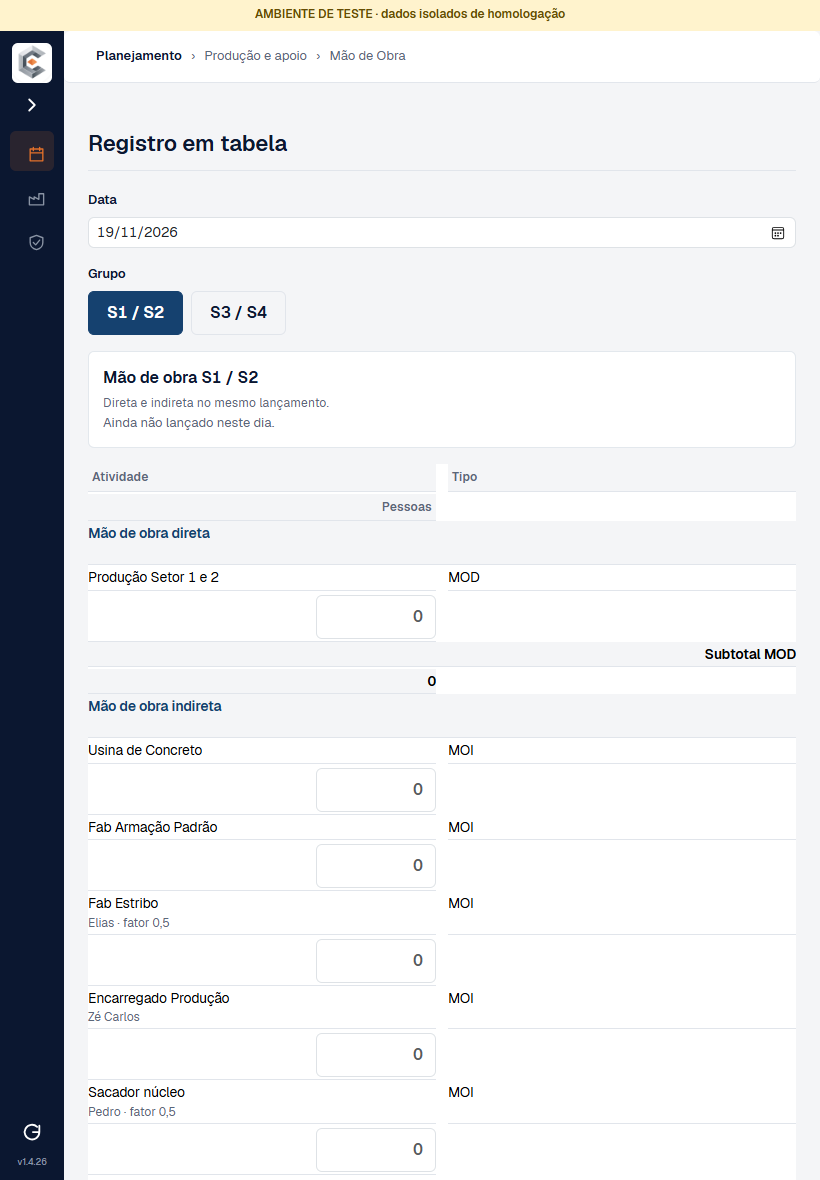 AMBIENTE DE TESTE · dados isolados de homologação
Planejamento › Produção e apoio › Mão de Obra
Registro em tabela
Data
19/11/2026
Grupo
S1 / S2 S3 / S4
Mão de obra S1 / S2
Direta e indireta no mesmo lançamento.
Ainda não lançado neste dia.
Atividade Tipo
Pessoas
Mão de obra direta
Produção Setor 1 e 2 MOD
0
Subtotal MOD
0
Mão de obra indireta
Usina de Concreto MOI
0
Fab Armação Padrão MOI
0
Fab Estribo MOI
Elias · fator 0,5
0
Encarregado Produção MOI
Zé Carlos
0
Sacador núcleo MOI
Pedro · fator 0,5
0
v1.4.26